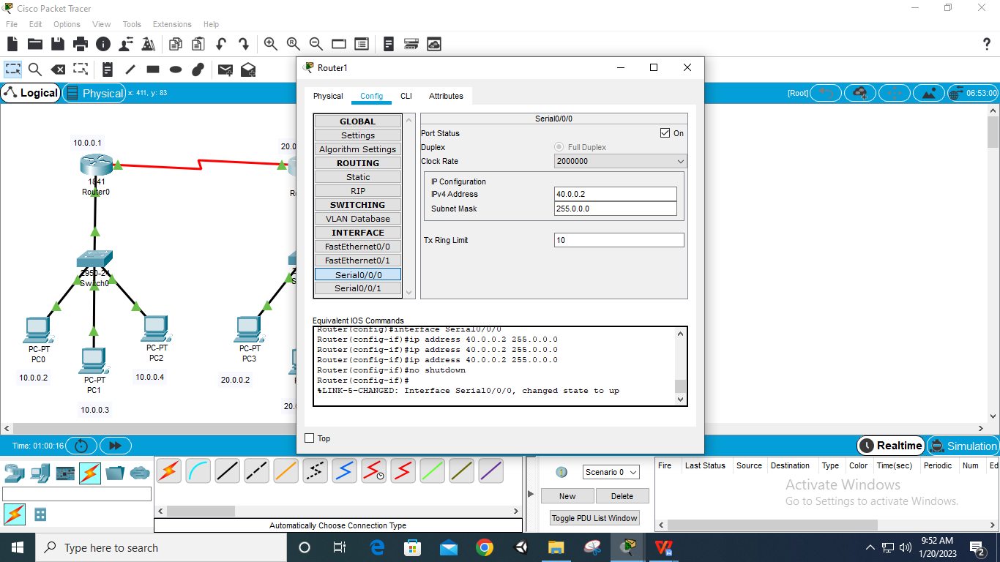 Cisco Packet Tracer
File Edit Options View Tools Extensions Help
Logical
Physical
x: 411, y: 83
[Root]
06:53:00
10.0.0.1
1841
Router0
2950-24
Switch0
PC-PT
PC0
10.0.0.2
PC-PT
PC1
10.0.0.3
PC-PT
PC2
10.0.0.4
20.0
PC-PT
PC3
20.0.0.2
20.
Router1
Physical Config CLI Attributes
GLOBAL
Settings
Algorithm Settings
ROUTING
Static
RIP
SWITCHING
VLAN Database
INTERFACE
FastEthernet0/0
FastEthernet0/1
Serial0/0/0
Serial0/0/1
Serial0/0/0
Port Status On
Duplex Full Duplex
Clock Rate 2000000
IP Configuration
IPv4 Address 40.0.0.2
Subnet Mask 255.0.0.0
Tx Ring Limit 10
Equivalent IOS Commands
Router(config)#interface Serial0/0/0
Router(config-if)#ip address 40.0.0.2 255.0.0.0
Router(config-if)#ip address 40.0.0.2 255.0.0.0
Router(config-if)#ip address 40.0.0.2 255.0.0.0
Router(config-if)#no shutdown
Router(config-if)#
%LINK-5-CHANGED: Interface Serial0/0/0, changed state to up
Top
Time: 01:00:16
Realtime
Simulation
Automatically Choose Connection Type
Scenario 0
New Delete
Toggle PDU List Window
Fire Last Status Source Destination Type Color Time(sec) Periodic Num Ed
Activate Windows
Go to Settings to activate Windows.
Type here to search
9:52 AM
1/20/2023
2